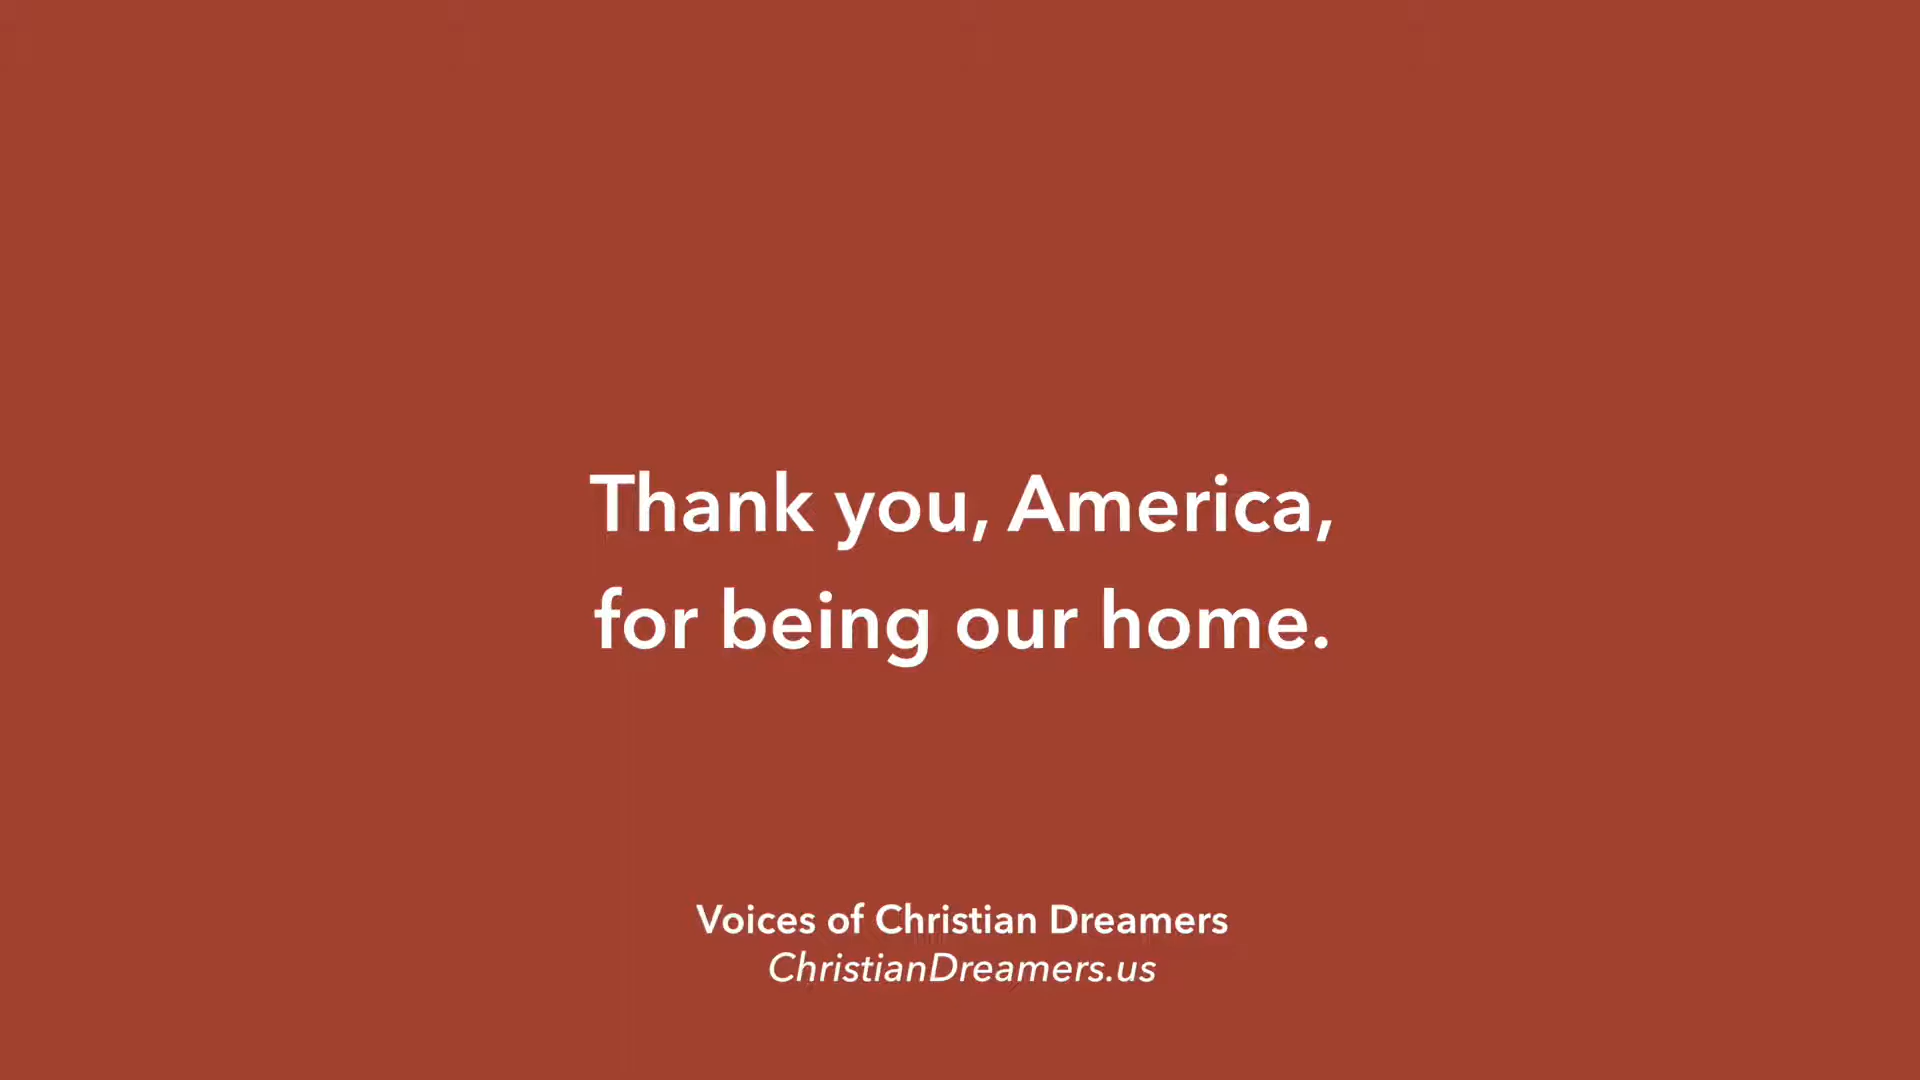 Thank you, America,
for being our home.
Voices of Christian Dreamers
ChristianDreamers.us